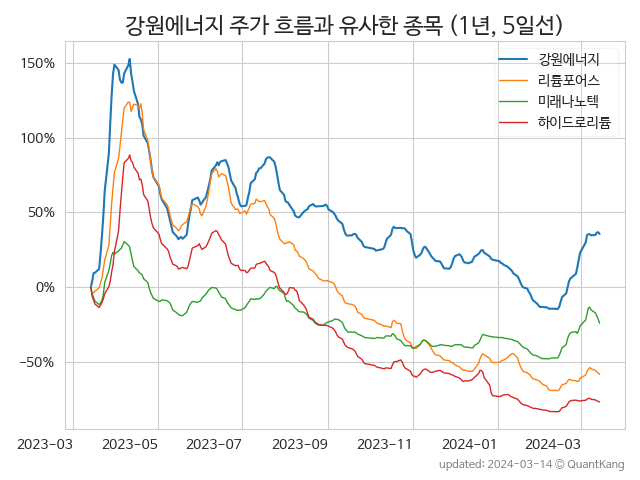 강원에너지 주가 흐름과 유사한 종목 (1년, 5일선)
강원에너지
리튬포어스
미래나노텍
하이드로리튬
150%
100%
50%
0%
−50%
2023−03
2023−05
2023−07
2023−09
2023−11
2024−01
2024−03
updated: 2024-03-14 © QuantKang